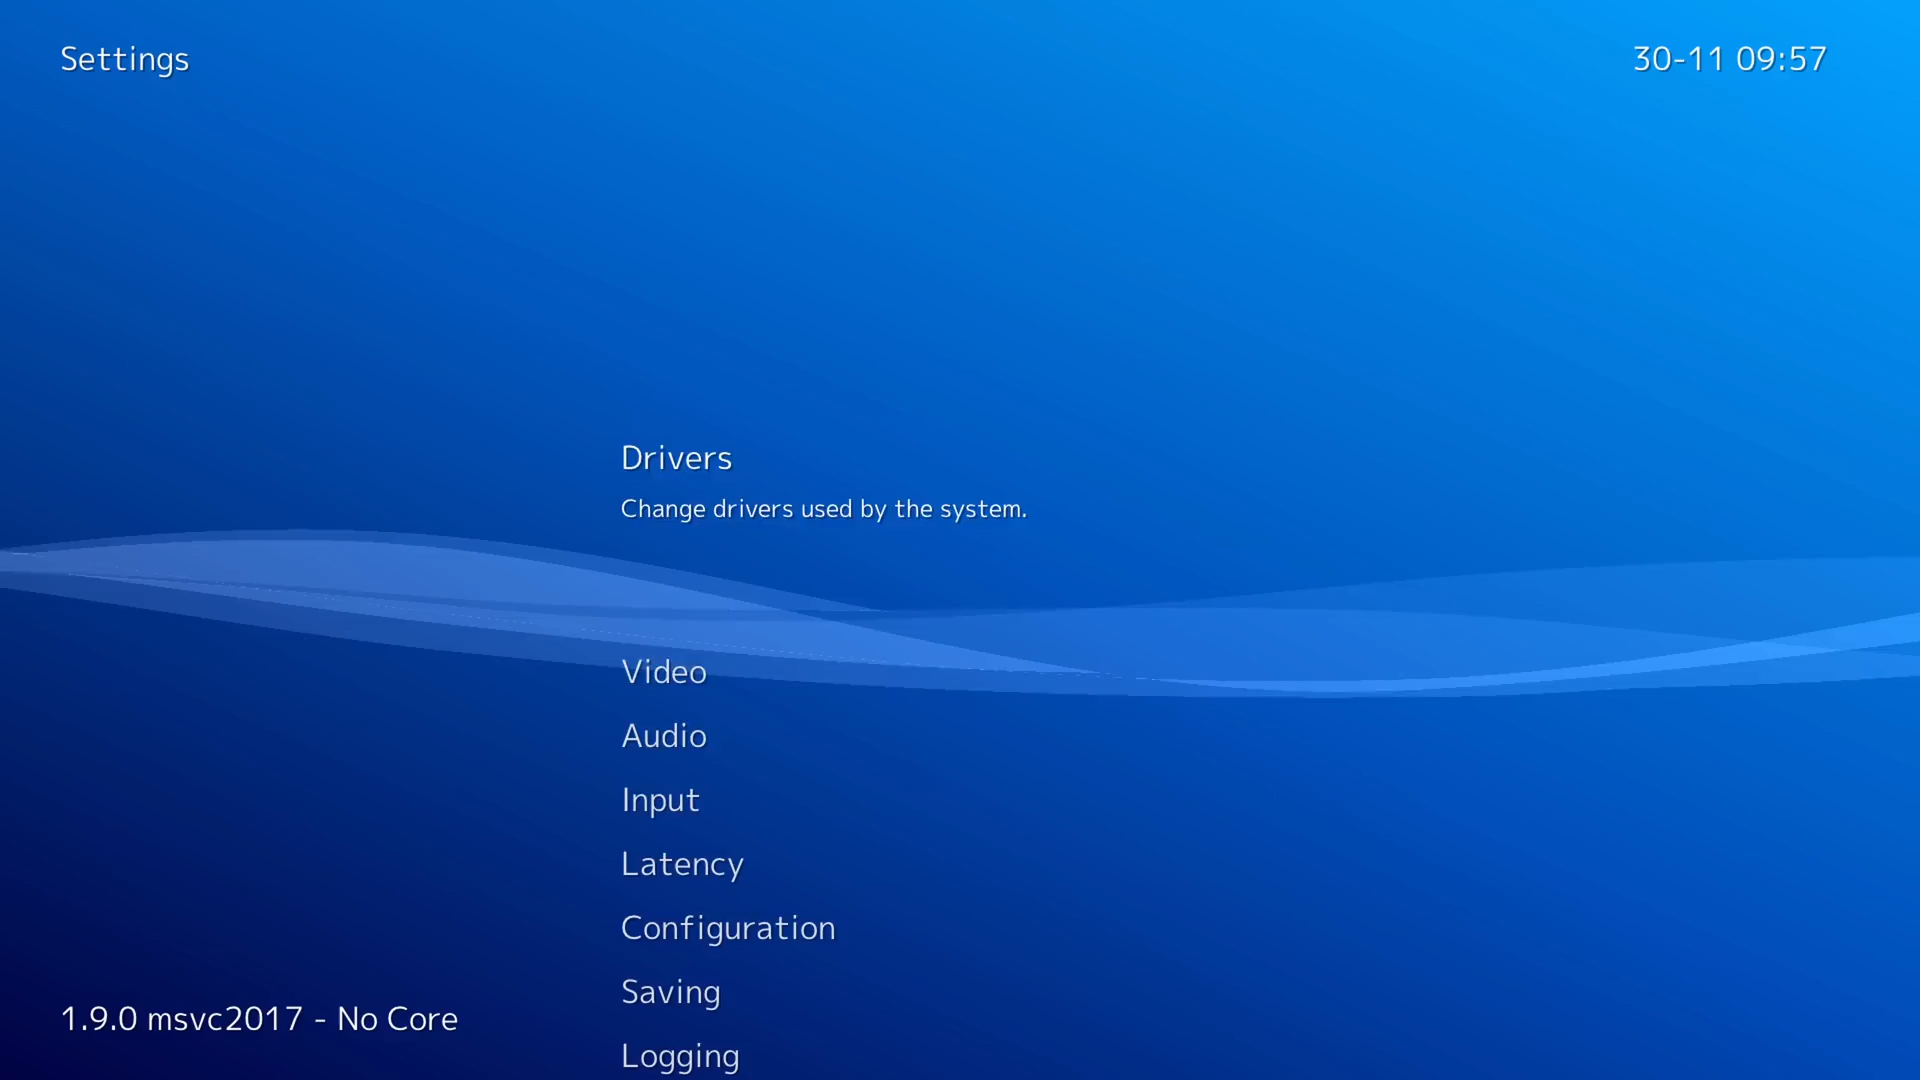 Settings
30-11 09:57
Drivers
Change drivers used by the system.
Video
Audio
Input
Latency
Configuration
Saving
1.9.0 msvc2017 - No Core
Logging